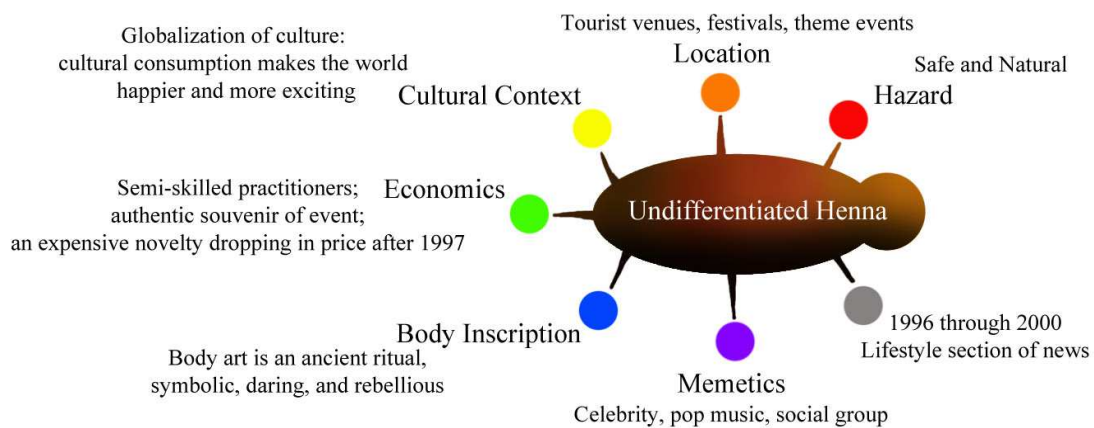 Globalization of culture:
cultural consumption makes the world
happier and more exciting
Cultural Context
Tourist venues, festivals, theme events
Location
Safe and Natural
Hazard
Semi-skilled practitioners;
authentic souvenir of event;
an expensive novelty dropping in price after 1997
Economics
Undifferentiated Henna
Body Inscription
Body art is an ancient ritual,
symbolic, daring, and rebellious
Memetics
Celebrity, pop music, social group
1996 through 2000
Lifestyle section of news